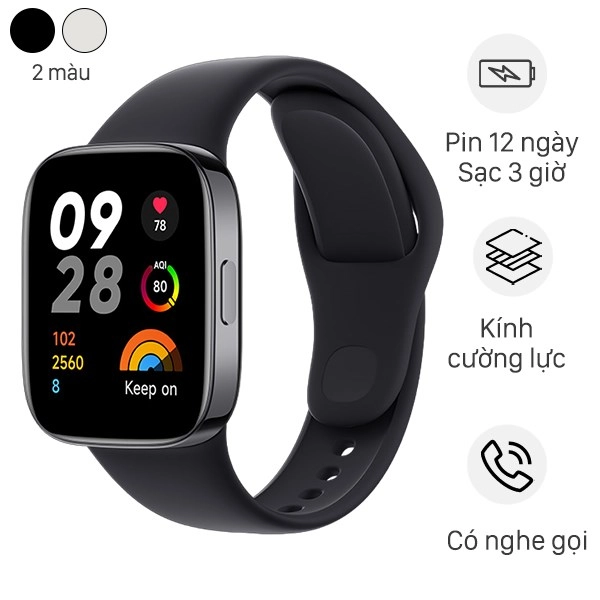 2 màu
09
28
78
AQI
80
102
2560
8
Keep on
Pin 12 ngày
Sạc 3 giờ
Kính
cường lực
Có nghe gọi